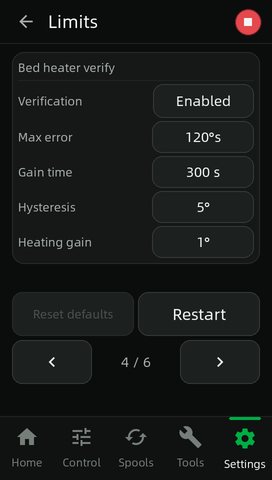 Limits
Bed heater verify
Verification Enabled
Max error 120°s
Gain time 300 s
Hysteresis 5°
Heating gain 1°
Reset defaults Restart
4 / 6
Home Control Spools Tools Settings